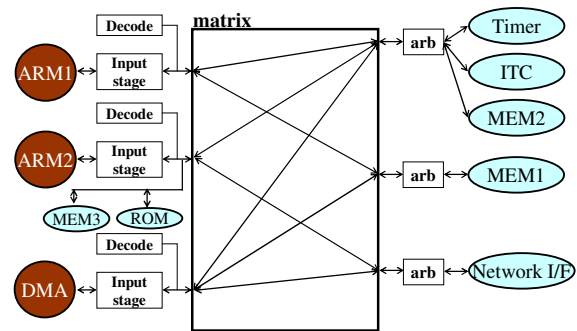 matrix
Decode
ARM1
Input
stage
Decode
ARM2
Input
stage
MEM3
ROM
Decode
DMA
Input
stage
arb
Timer
ITC
MEM2
arb
MEM1
arb
Network I/F